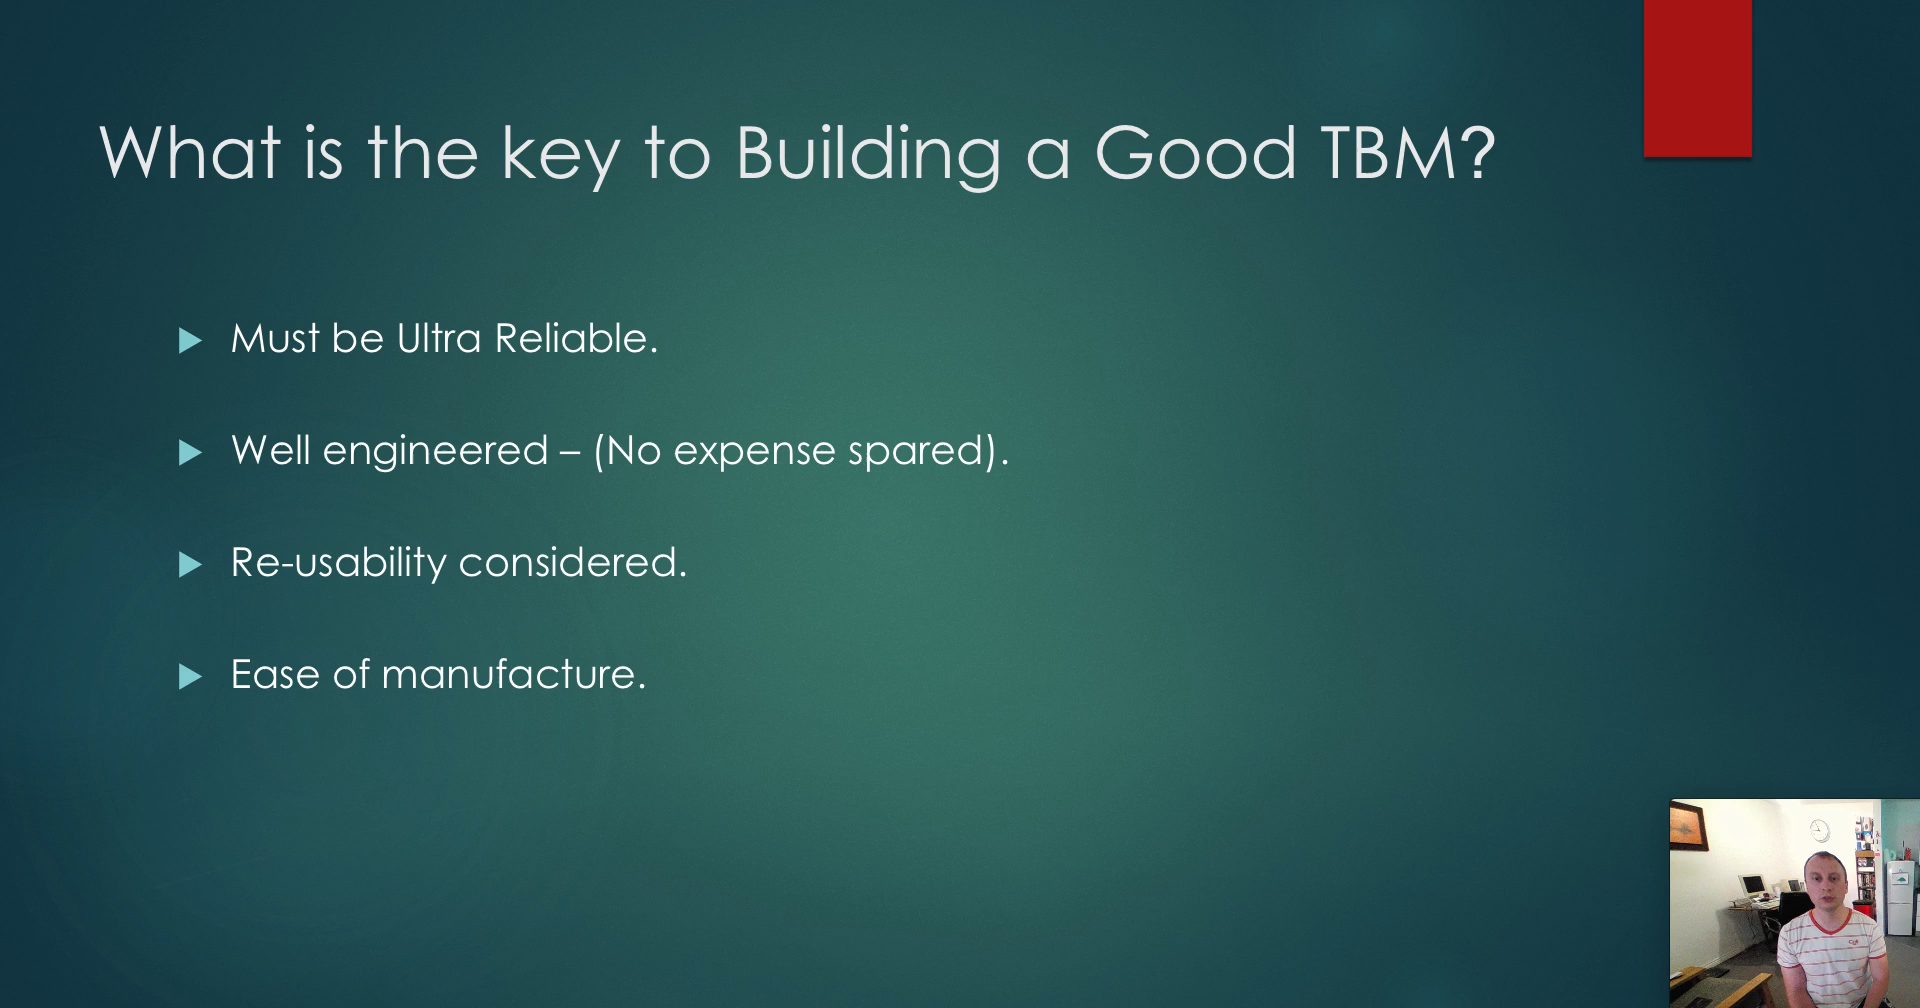 What is the key to Building a Good TBM?
Must be Ultra Reliable.
Well engineered – (No expense spared).
Re-usability considered.
Ease of manufacture.